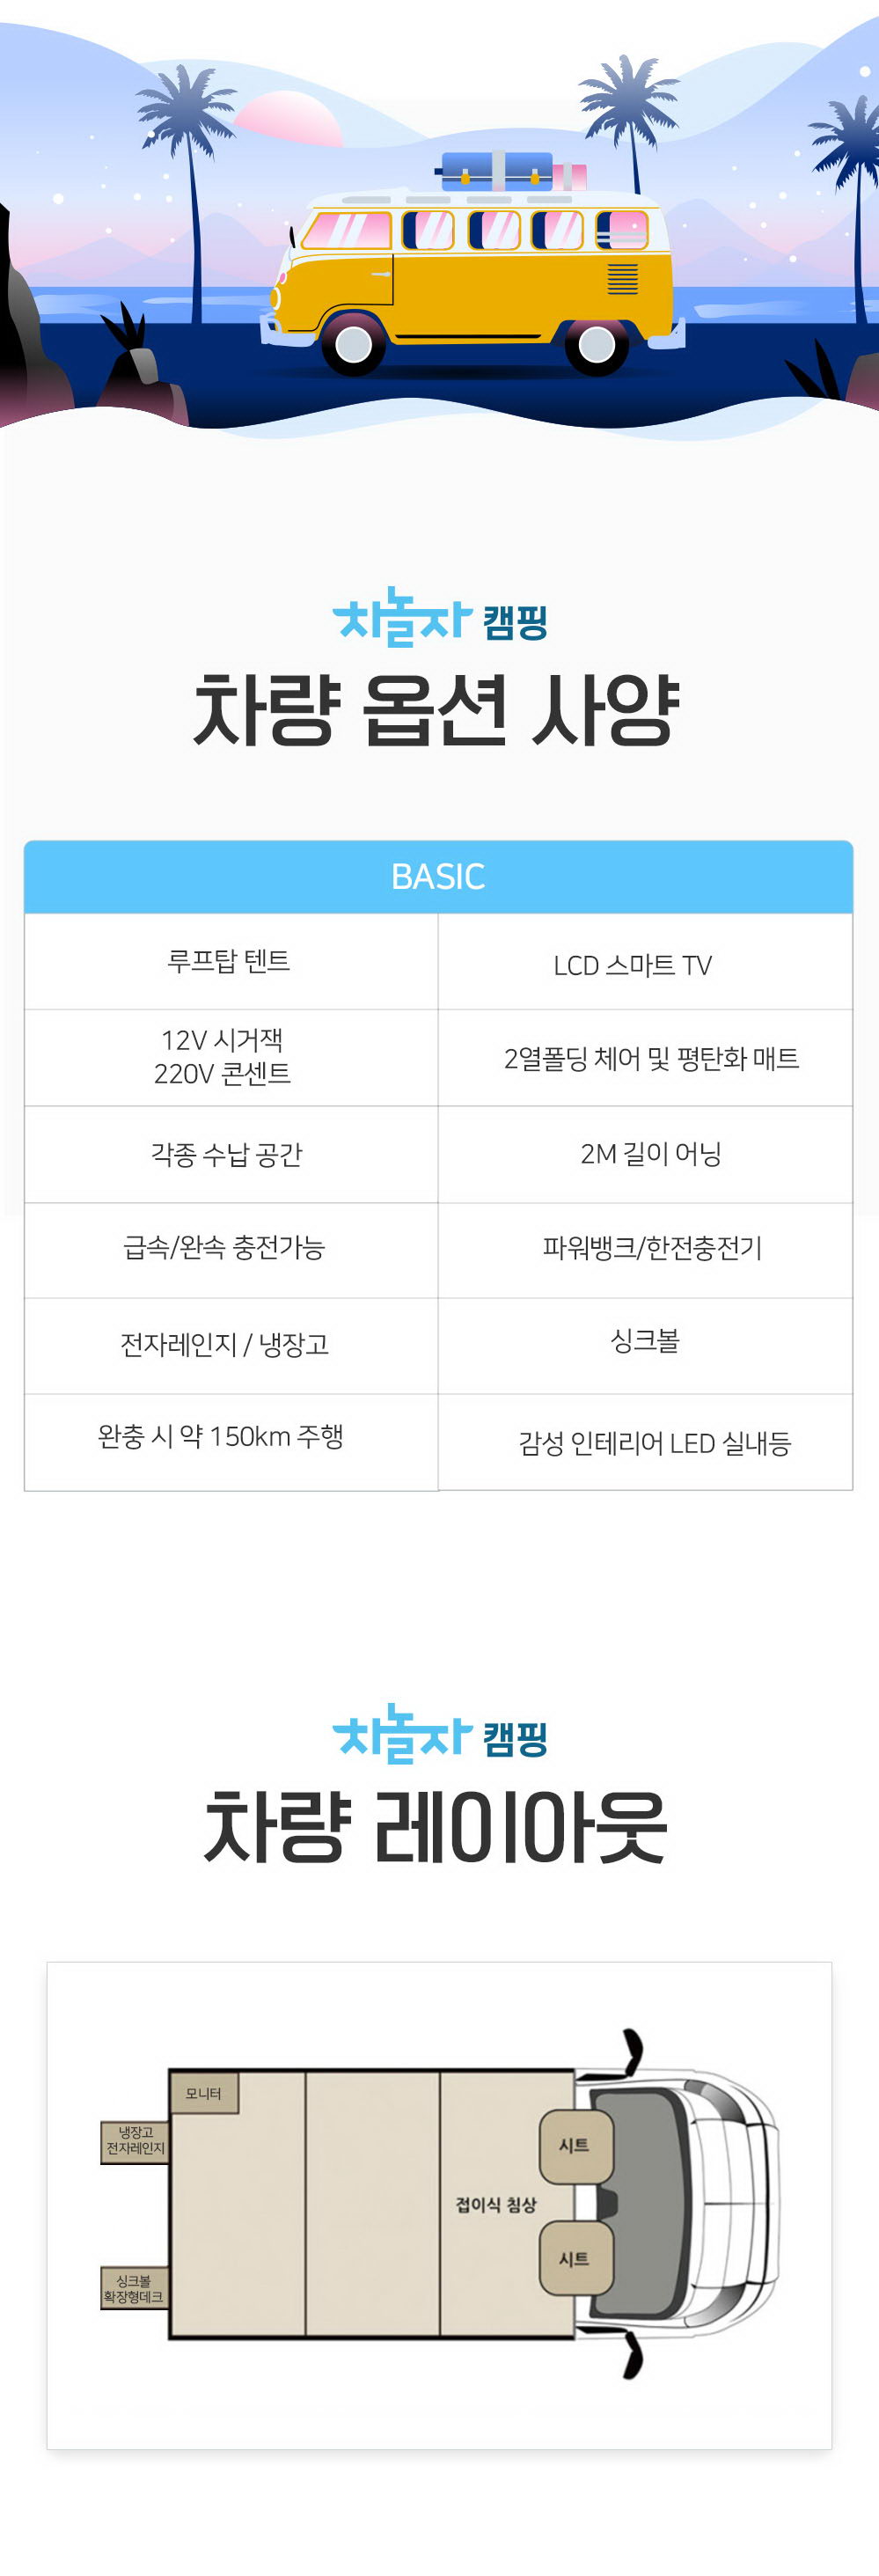 차놀자 캠핑
차량 옵션 사양
BASIC
루프탑 텐트
LCD 스마트 TV
12V 시거잭
220V 콘센트
2열폴딩 체어 및 평탄화 매트
각종 수납 공간
2M 길이 어닝
급속/완속 충전가능
파워뱅크/한전충전기
전자레인지 / 냉장고
싱크볼
완충 시 약 150km 주행
감성 인테리어 LED 실내등
차놀자 캠핑
차량 레이아웃
모니터
냉장고
전자레인지
시트
접이식 침상
시트
싱크볼
확장형데크